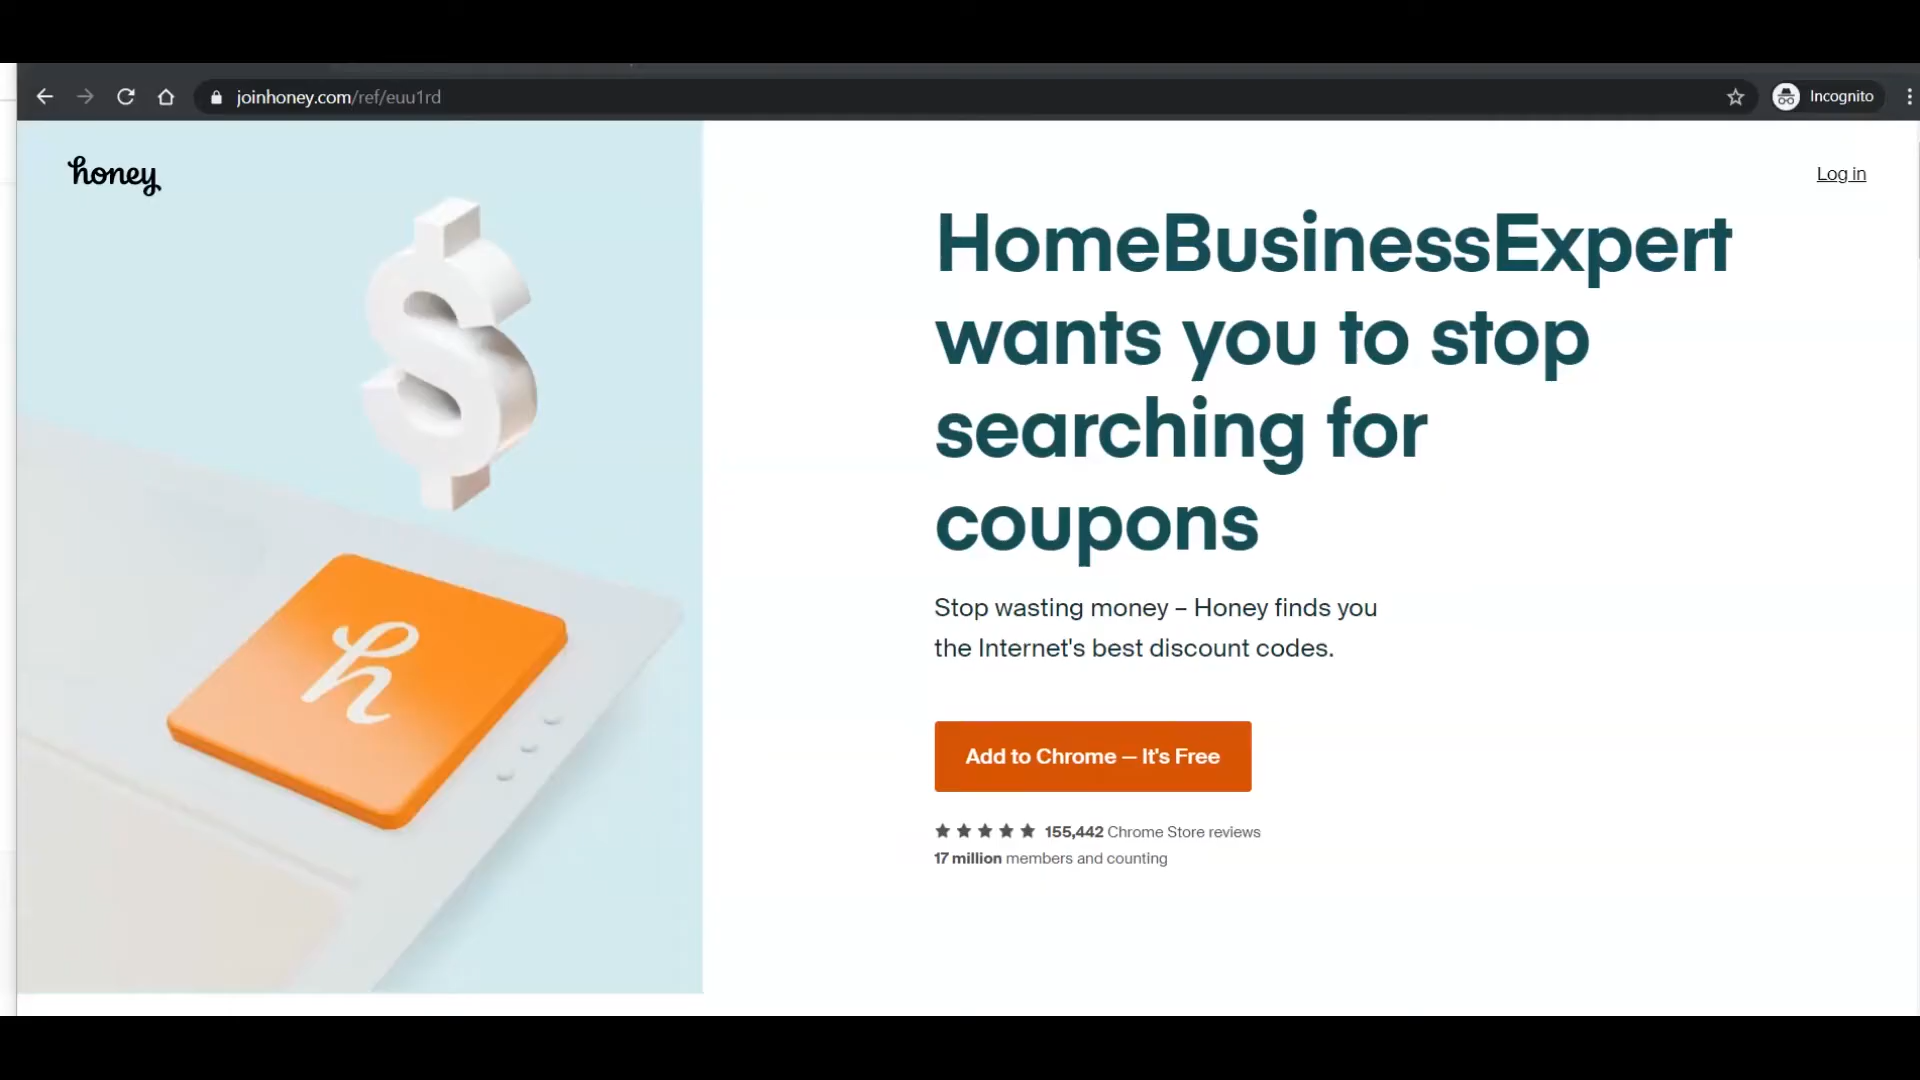 joinhoney.com/ref/euu1rd
Incognito
honey
Log in
HomeBusinessExpert
wants you to stop
searching for
coupons
Stop wasting money – Honey finds you
the Internet's best discount codes.
h
Add to Chrome – It's Free
155,442 Chrome Store reviews
17 million members and counting